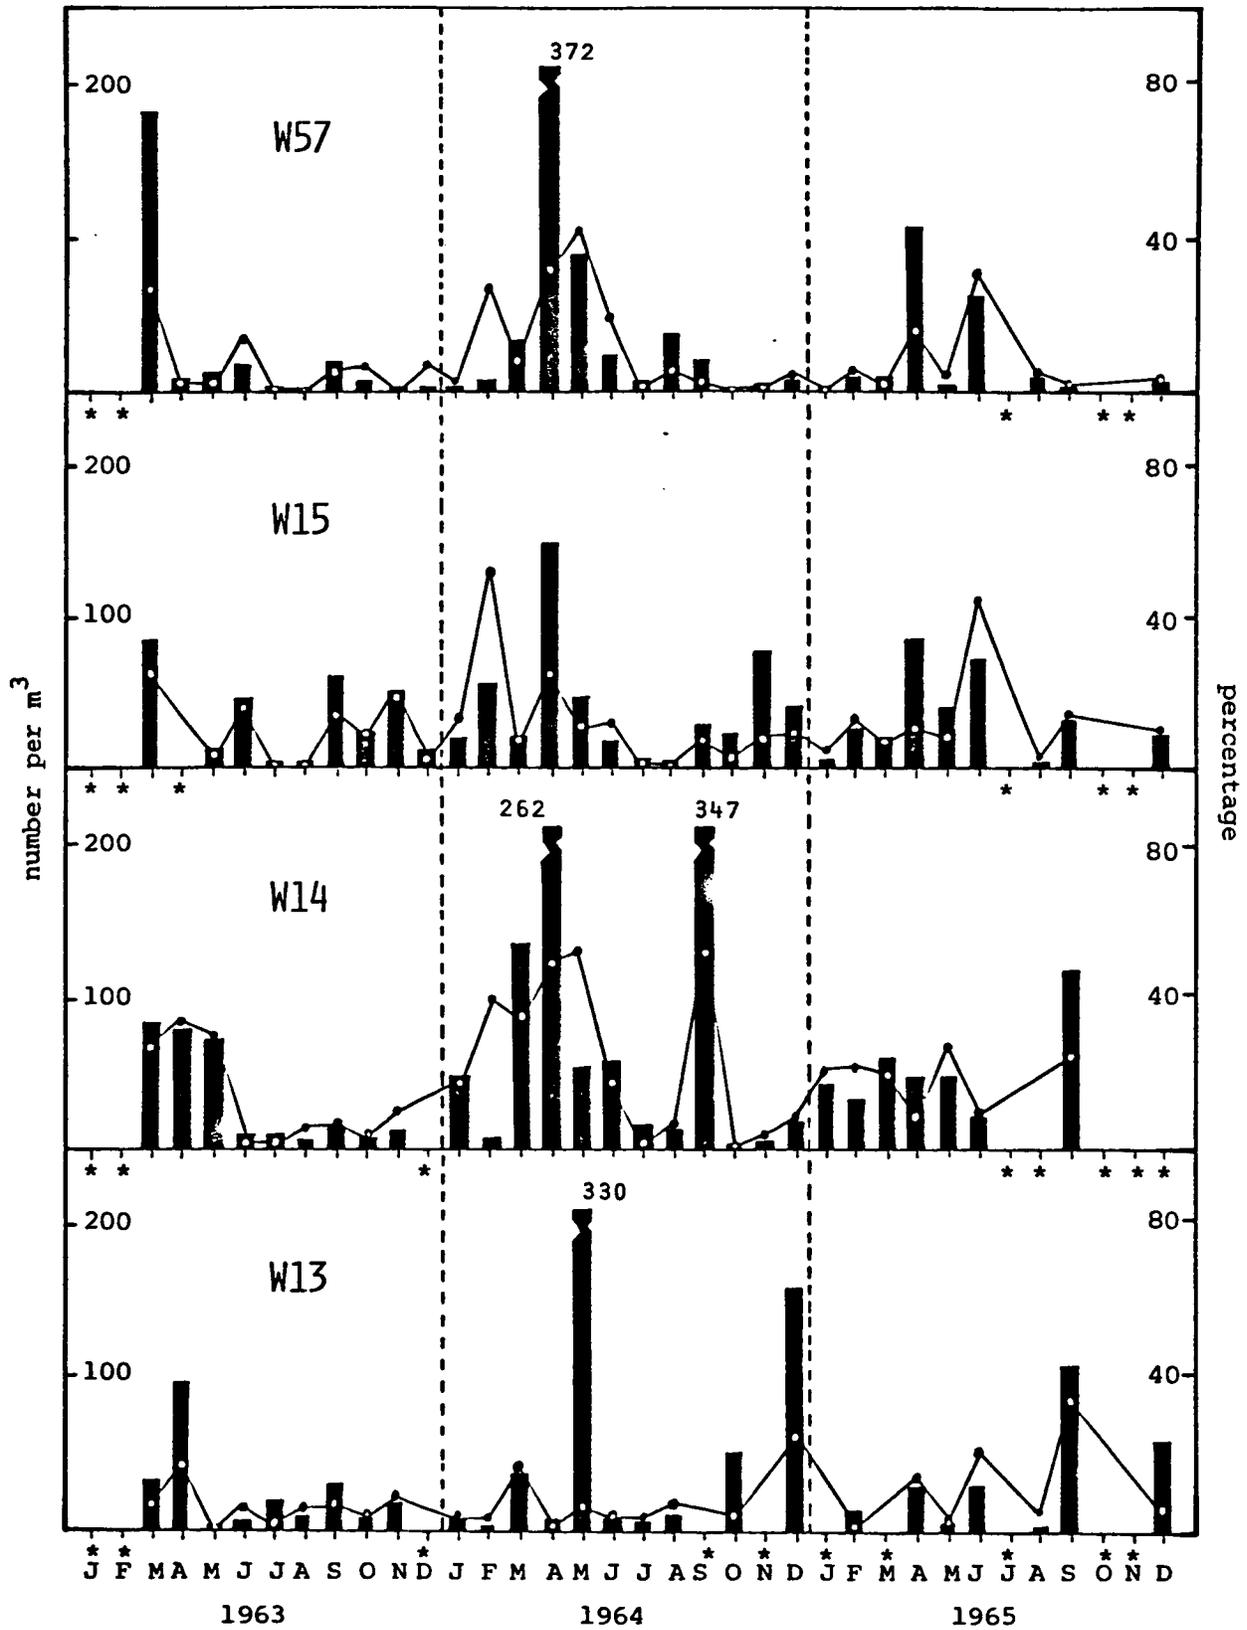 372
200
80
W57
40
* * * * *
200
80
W15
100
40
number per m³
percentage
* * * * * *
262 347
200
80
W14
100
40
* * * * * * * *
330
200
80
W13
100
40
* * * * * * * * * *
J F M A M J J A S O N D J F M A M J J A S O N D J F M A M J J A S O N D
1963 1964 1965